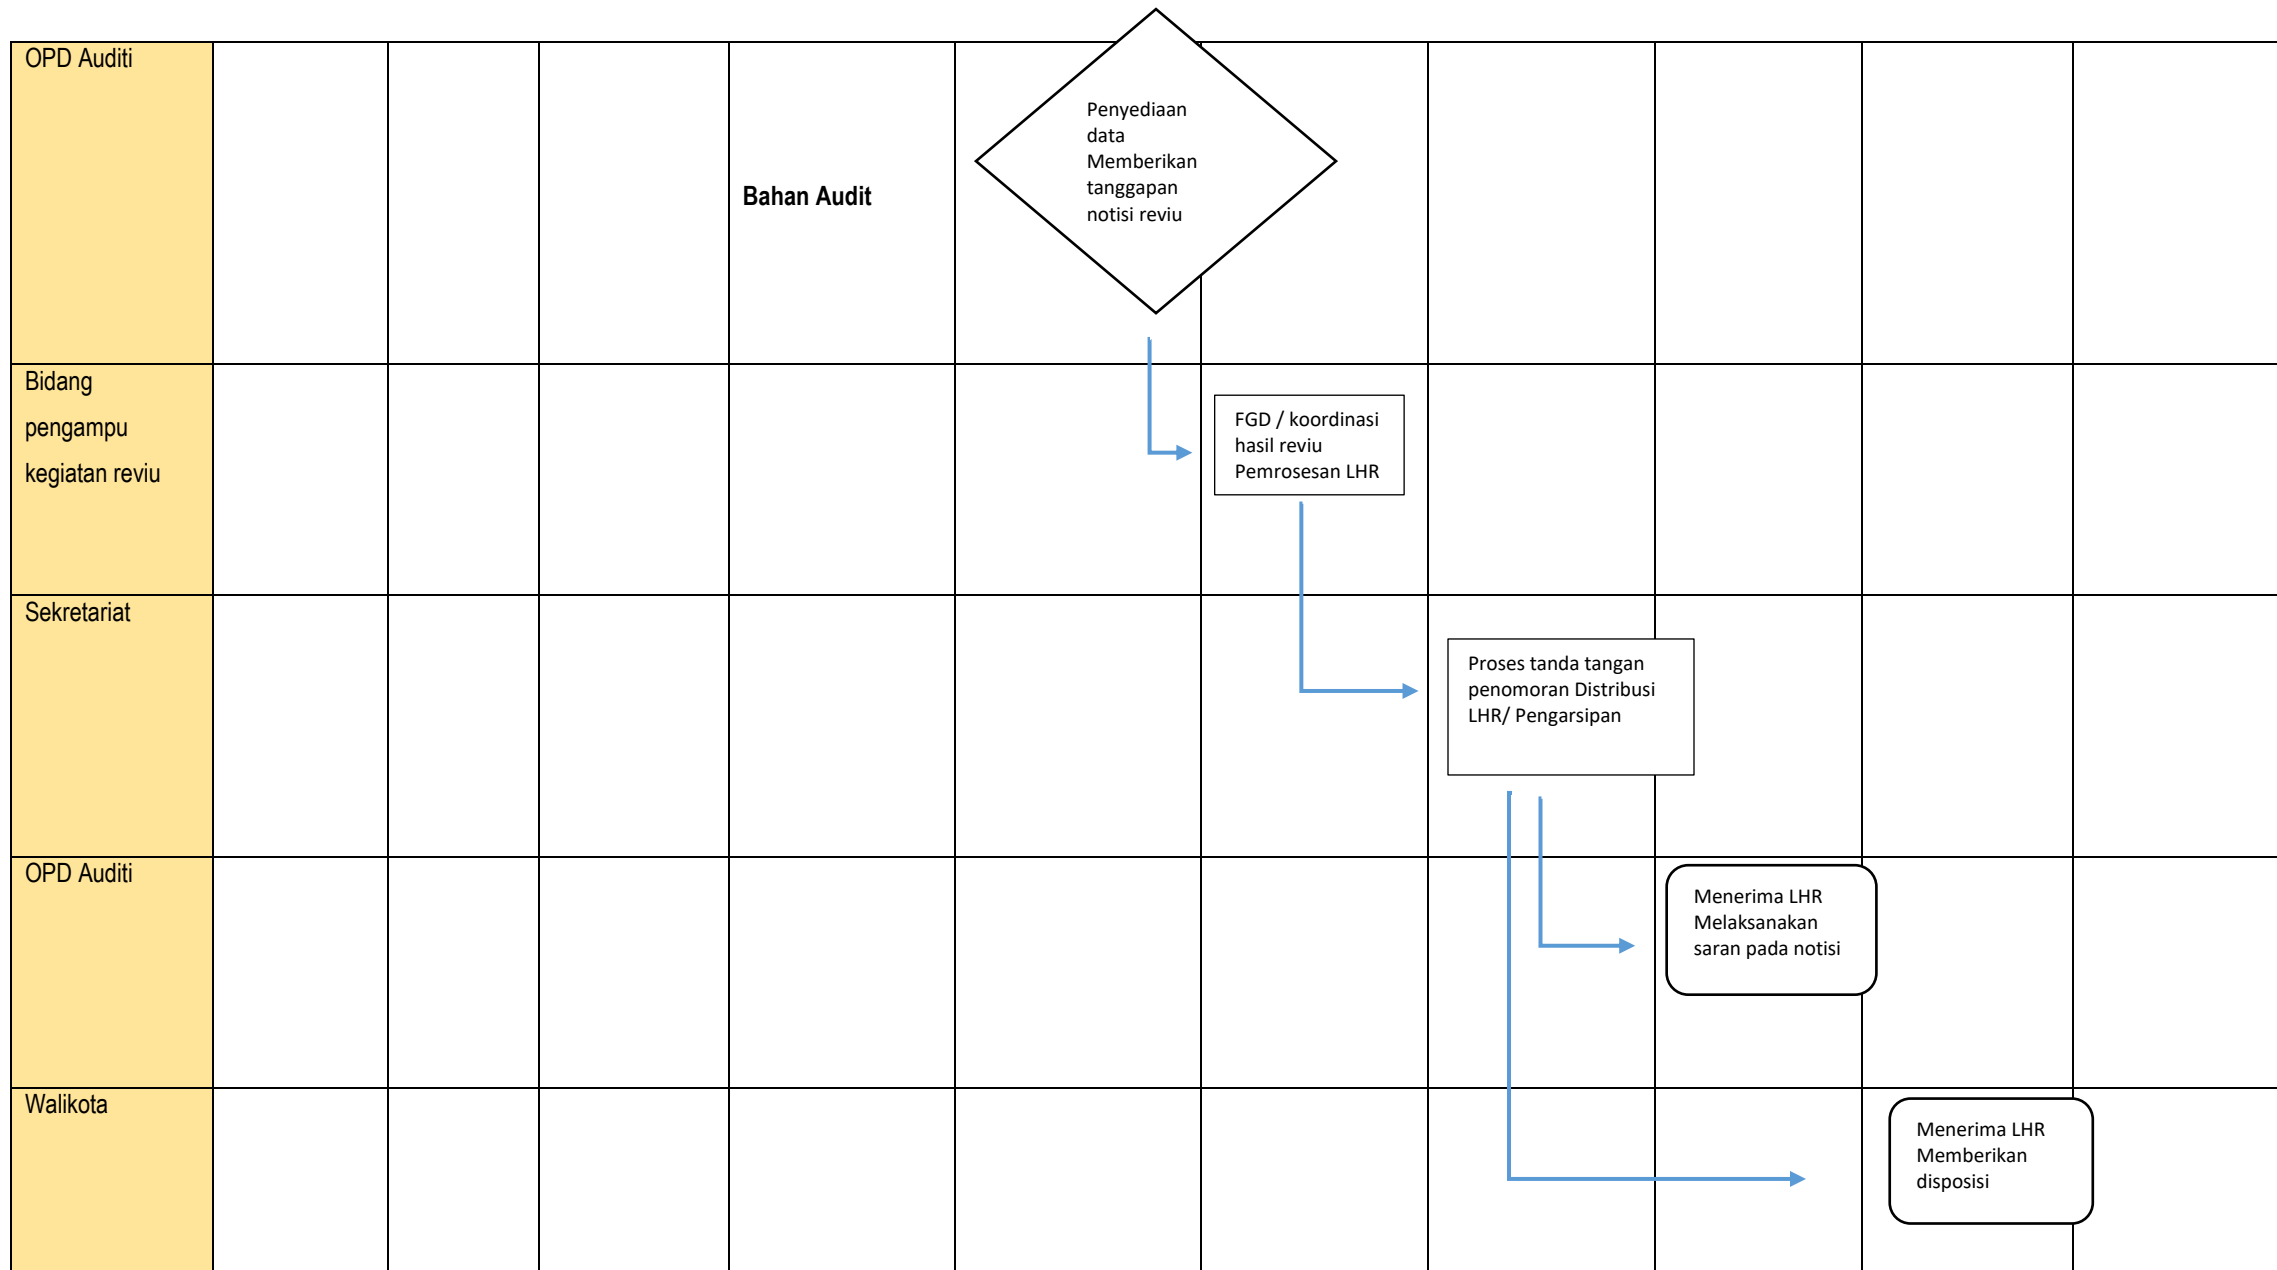 OPD Auditi
Bahan Audit
Penyediaan
data
Memberikan
tanggapan
notisi reviu
Bidang
pengampu
kegiatan reviu
FGD / koordinasi
hasil reviu
Pemrosesan LHR
Sekretariat
Proses tanda tangan
penomoran Distribusi
LHR/ Pengarsipan
OPD Auditi
Menerima LHR
Melaksanakan
saran pada notisi
Walikota
Menerima LHR
Memberikan
disposisi